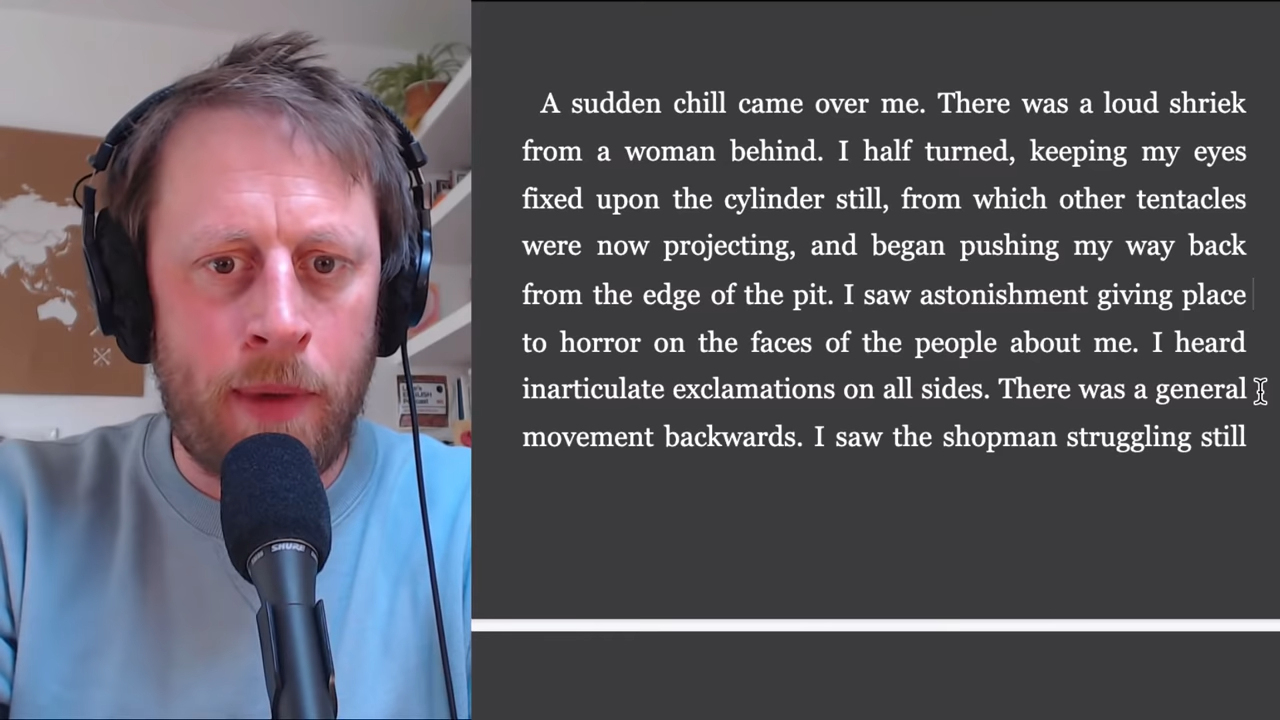 A sudden chill came over me. There was a loud shriek
from a woman behind. I half turned, keeping my eyes
fixed upon the cylinder still, from which other tentacles
were now projecting, and began pushing my way back
from the edge of the pit. I saw astonishment giving place
to horror on the faces of the people about me. I heard
inarticulate exclamations on all sides. There was a general
movement backwards. I saw the shopman struggling still
SHURE